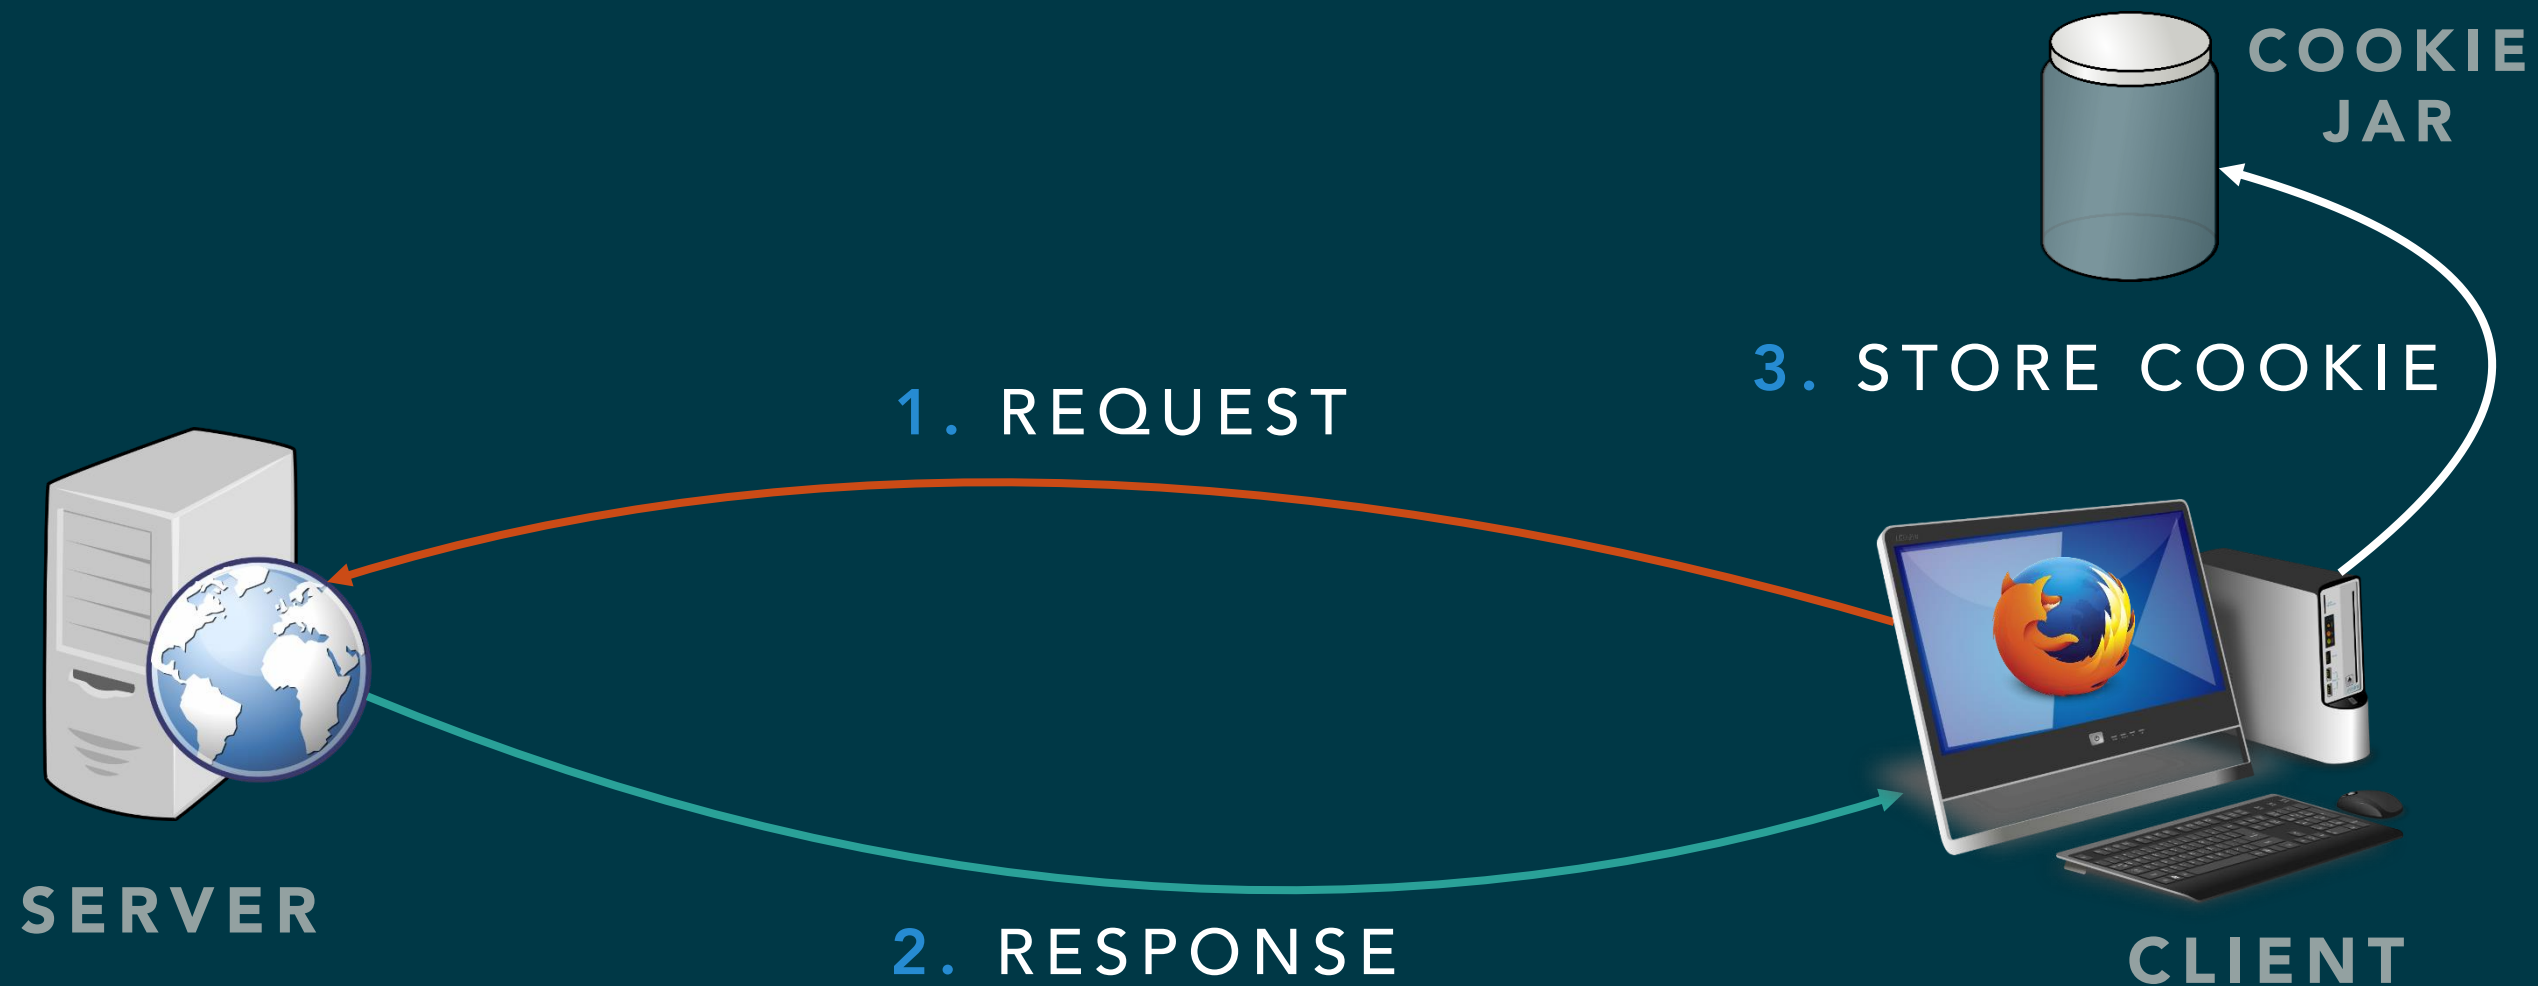 COOKIE
JAR
3. STORE COOKIE
1. REQUEST
SERVER
2. RESPONSE
CLIENT